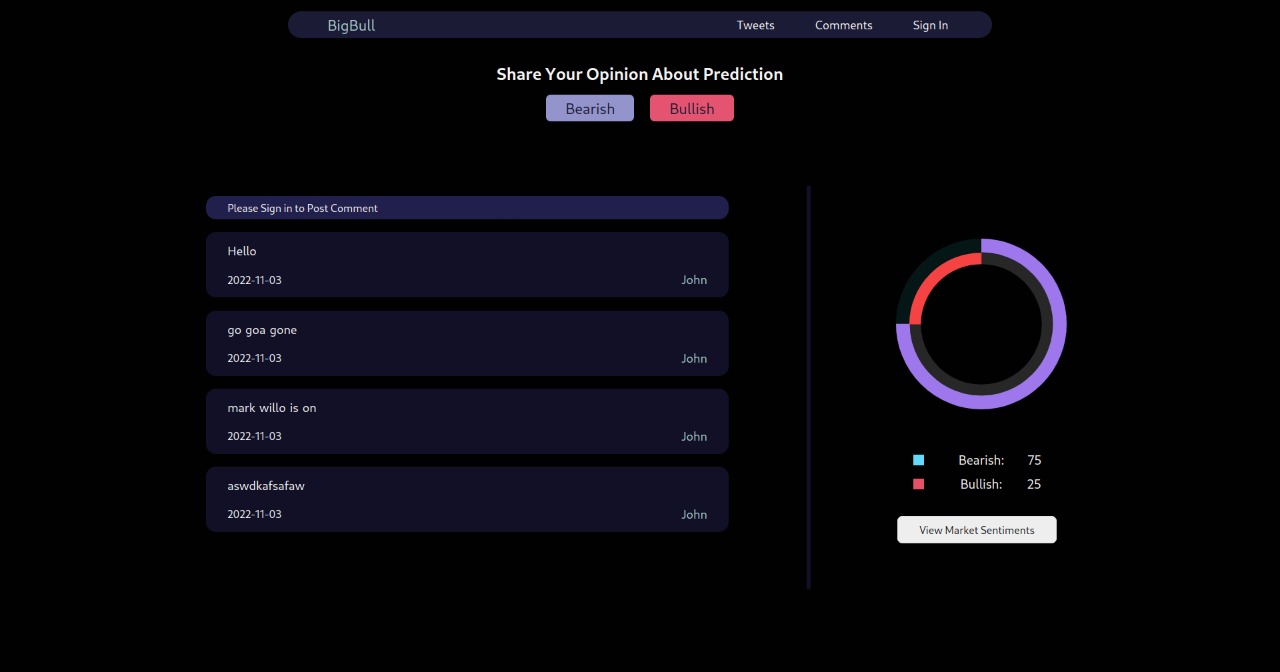 BigBull Tweets Comments Sign In
Share Your Opinion About Prediction
Bearish Bullish
Please Sign in to Post Comment
Hello
2022-11-03 John
go goa gone
2022-11-03 John
mark willo is on
2022-11-03 John
aswdkafsafaw
2022-11-03 John
Bearish: 75
Bullish: 25
View Market Sentiments